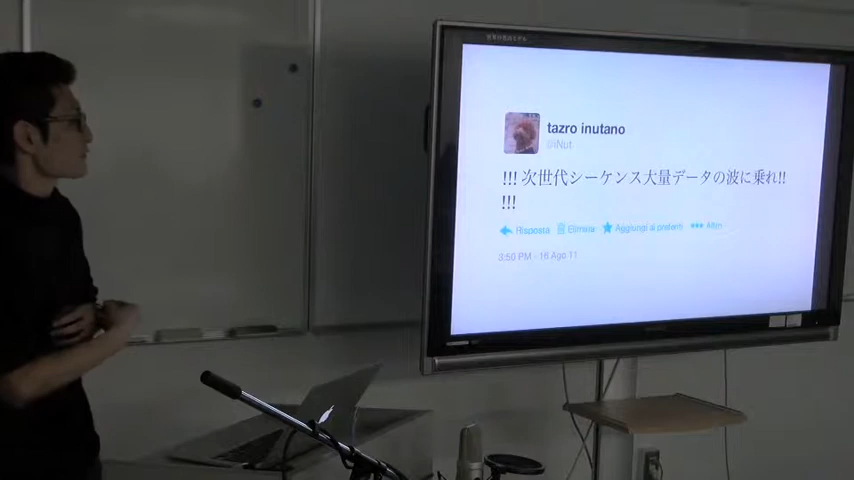 tazro inutano
@iNut
!!! 次世代シーケンス大量データの波に乗れ!!
!!!
Risposta Elimina Aggiungi ai preferiti Altro
3:50 PM - 16 Ago 11